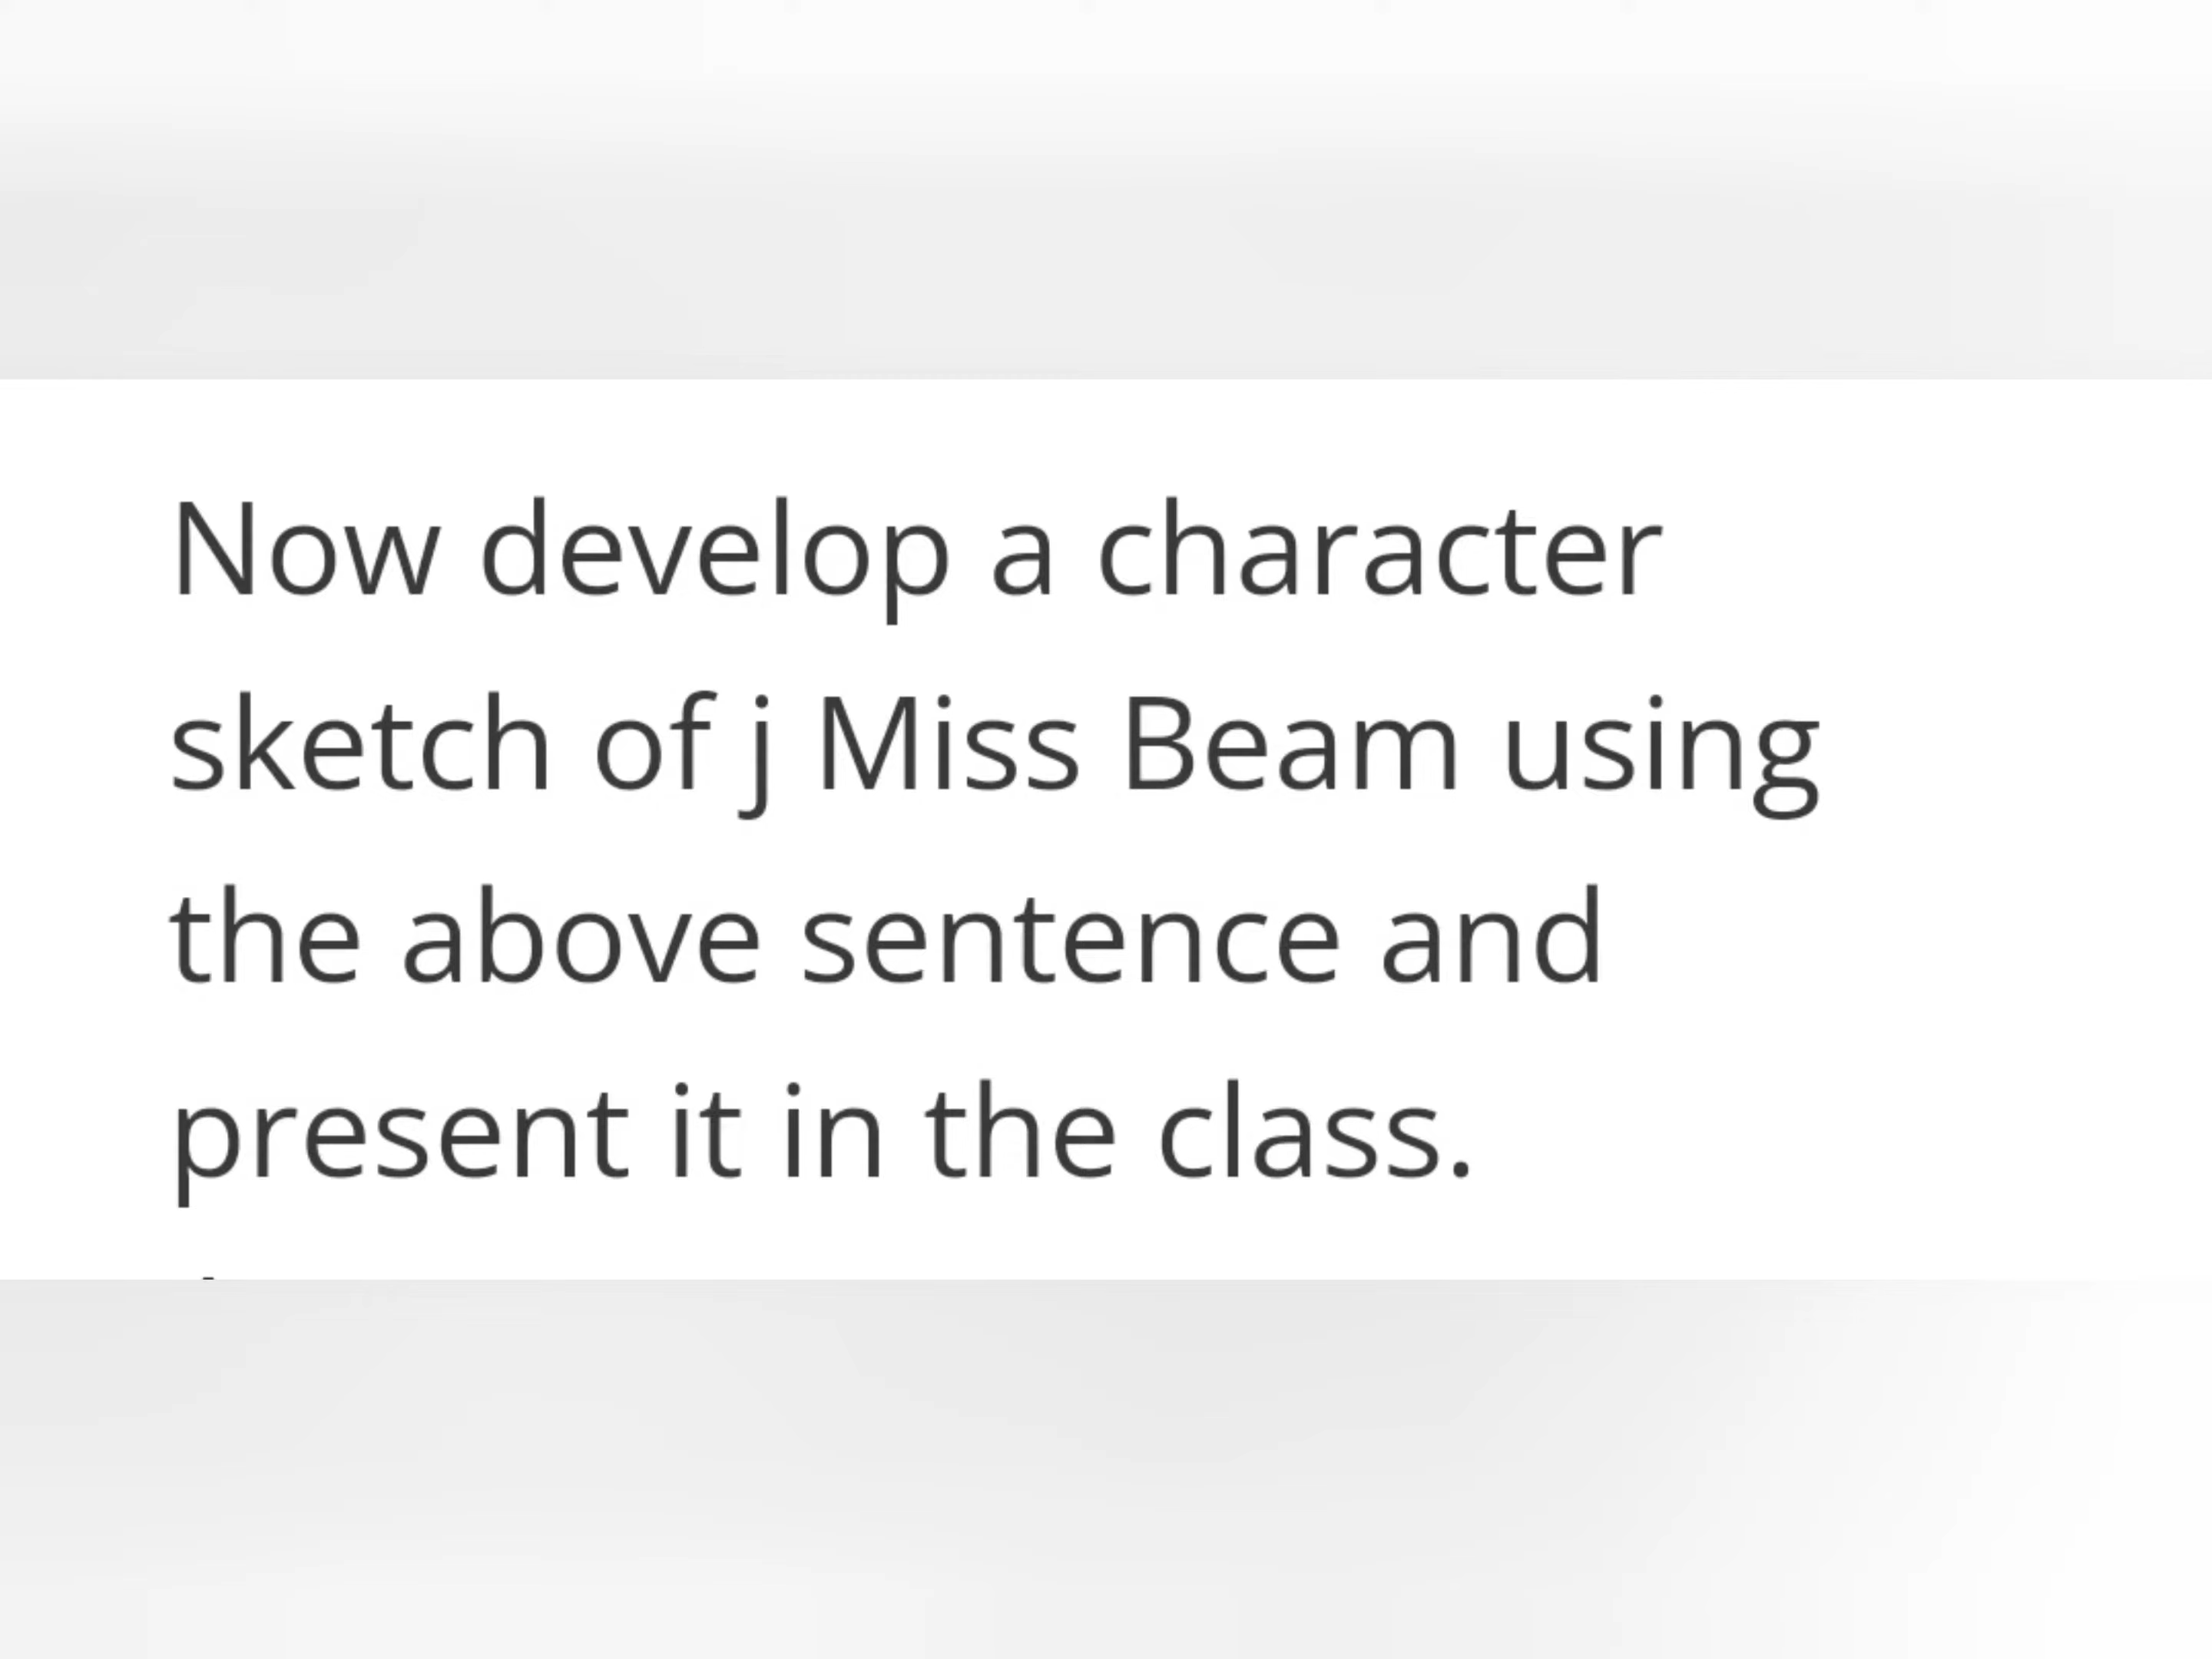 Now develop a character
sketch of j Miss Beam using
the above sentence and
present it in the class.